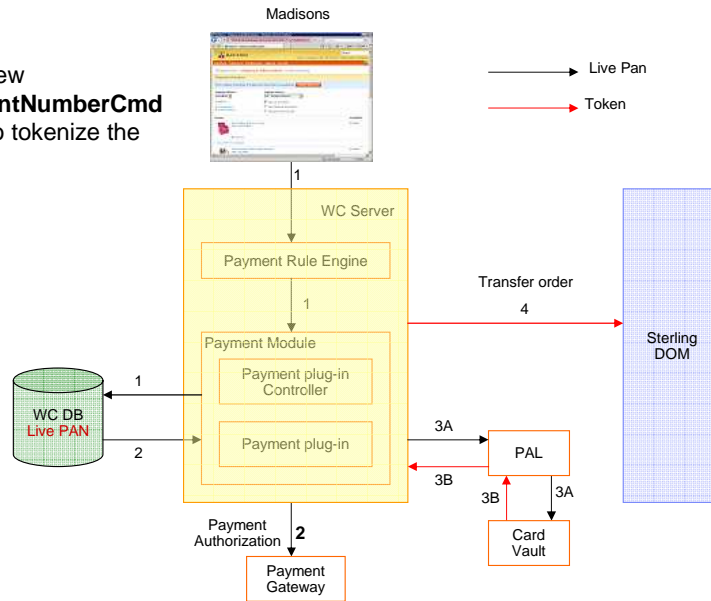 Madisons
ew
entNumberCmd
o tokenize the
Live Pan
Token
1
WC Server
Payment Rule Engine
1
Transfer order
4
Payment Module
Payment plug-in
Controller
Sterling
DOM
1
WC DB
Live PAN
2
Payment plug-in
3A
PAL
3B
3B
3A
Payment
Authorization
2
Card
Vault
Payment
Gateway